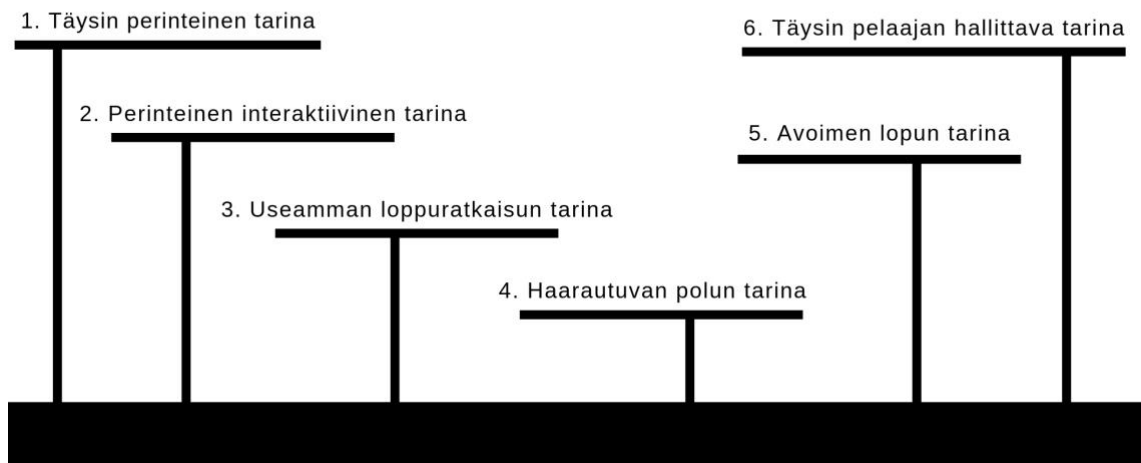 1. Täysin perinteinen tarina
2. Perinteinen interaktiivinen tarina
3. Useamman loppuratkaisun tarina
4. Haarautuvan polun tarina
5. Avoimen lopun tarina
6. Täysin pelaajan hallittava tarina